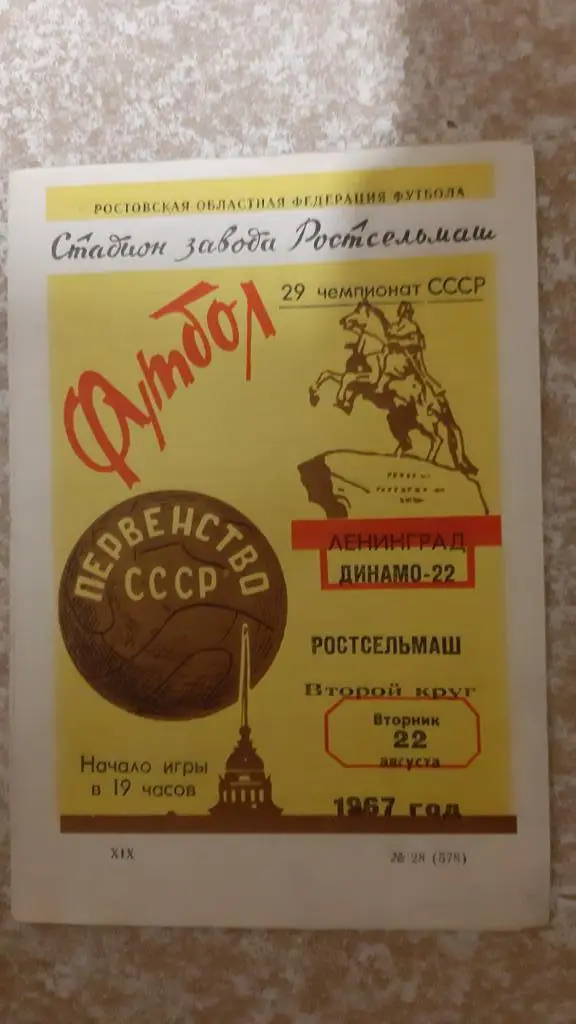 РОСТОВСКАЯ ОБЛАСТНАЯ ФЕДЕРАЦИЯ ФУТБОЛА
Стадион завода Ростсельмаш
29 чемпионат СССР
Футбол
ПЕРВЕНСТВО
СССР
ЛЕНИНГРАД
ДИНАМО-22
РОСТСЕЛЬМАШ
Второй круг
Вторник
22
августа
1967 год
Начало игры
в 19 часов
XIX
№ 28 (578)